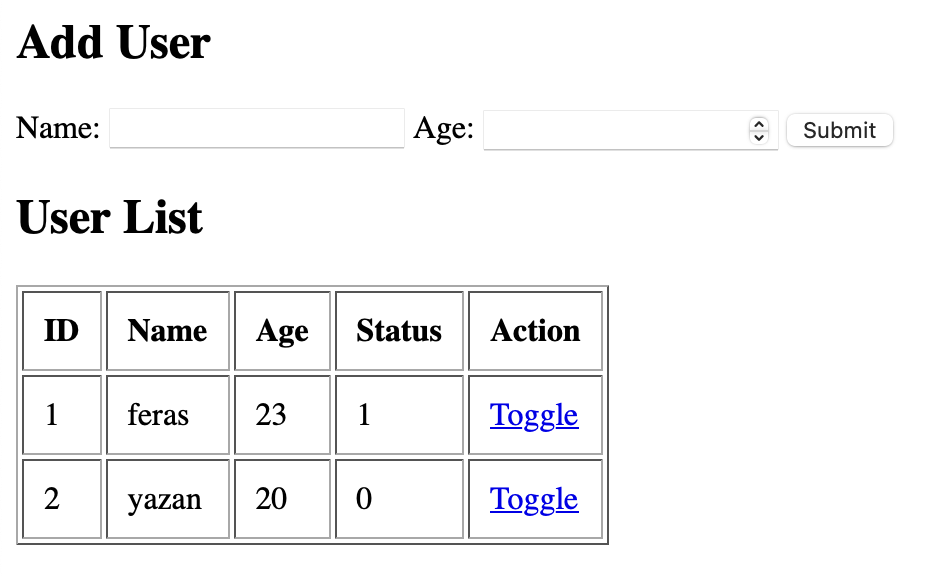 Add User
Name: Age: Submit
User List
ID Name Age Status Action
1 feras 23 1 Toggle
2 yazan 20 0 Toggle